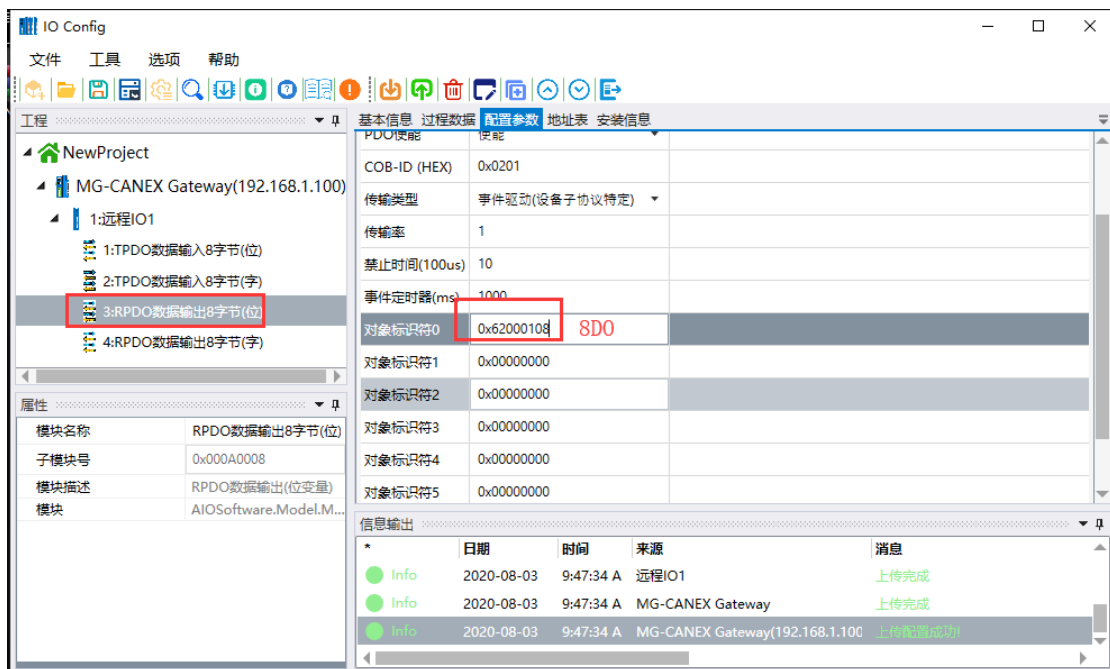 IO Config
文件 工具 选项 帮助
工程
NewProject
MG-CANEX Gateway(192.168.1.100)
1:远程IO1
1:TPDO数据输入8字节(位)
2:TPDO数据输入8字节(字)
3:RPDO数据输出8字节(位
4:RPDO数据输出8字节(字)
属性
模块名称 RPDO数据输出8字节(位)
子模块号 0x000A0008
模块描述 RPDO数据输出(位变量)
模块 AIOSoftware.Model.M...
基本信息 过程数据 配置参数 地址表 安装信息
PDO使能 使能
COB-ID (HEX) 0x0201
传输类型 事件驱动(设备子协议特定)
传输率 1
禁止时间(100us) 10
事件定时器(ms) 1000
对象标识符0 0x62000108 8DO
对象标识符1 0x00000000
对象标识符2 0x00000000
对象标识符3 0x00000000
对象标识符4 0x00000000
对象标识符5 0x00000000
信息输出
* 日期 时间 来源 消息
Info 2020-08-03 9:47:34 A 远程IO1 上传完成
Info 2020-08-03 9:47:34 A MG-CANEX Gateway 上传完成
Info 2020-08-03 9:47:34 A MG-CANEX Gateway(192.168.1.100 上传配置成功!